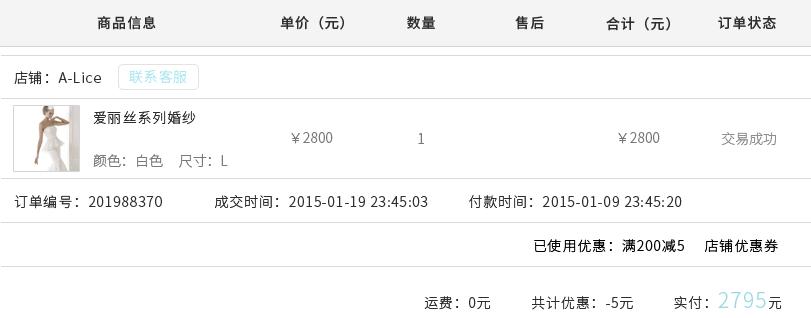 商品信息 单价（元） 数量 售后 合计（元） 订单状态
店铺：A-Lice 联系客服
爱丽丝系列婚纱
￥2800 1 ￥2800 交易成功
颜色：白色 尺寸：L
订单编号：201988370 成交时间：2015-01-19 23:45:03 付款时间：2015-01-09 23:45:20
已使用优惠：满200减5 店铺优惠券
运费：0元 共计优惠：-5元 实付：2795元